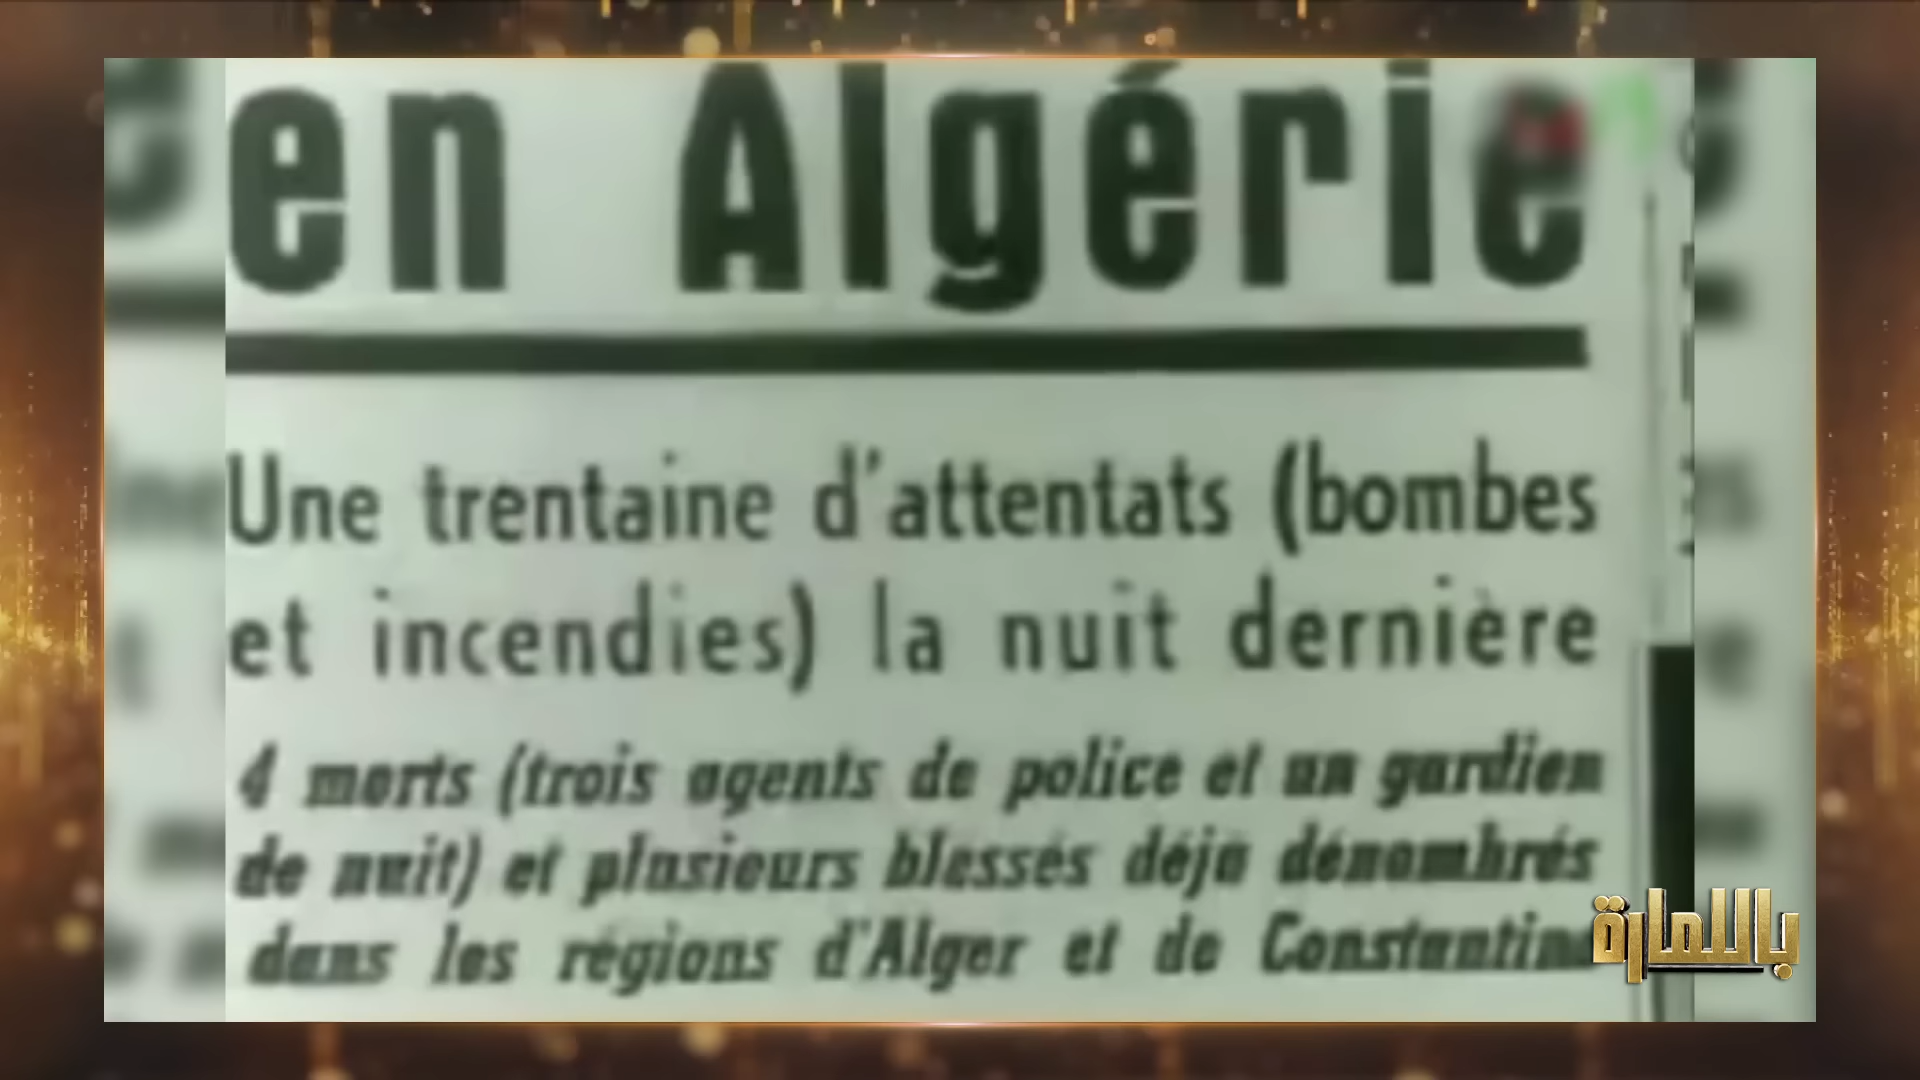 en Algérie
Une trentaine d'attentats (bombes
et incendies) la nuit dernière
4 morts (trois agents de police et un gardien
de nuit) et plusieurs blessés déjà dénombrés
dans les régions d'Alger et de Constantine
باللمارة